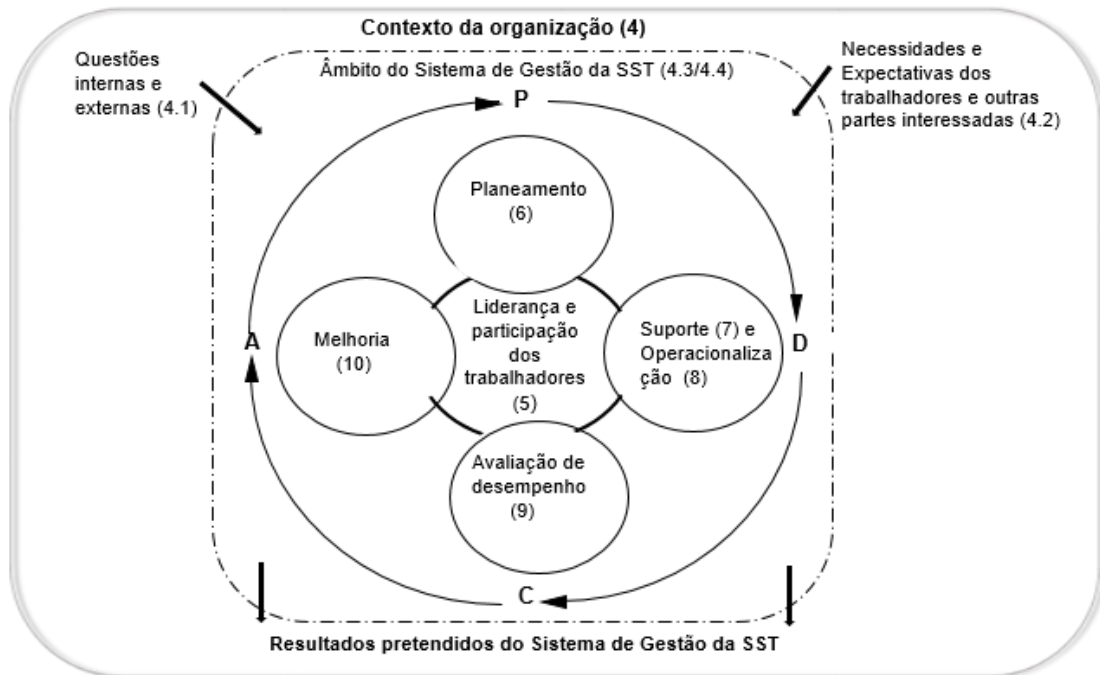 Contexto da organização (4)
Questões
internas e
externas (4.1)
Âmbito do Sistema de Gestão da SST (4.3/4.4)
Necessidades e
Expectativas dos
trabalhadores e outras
partes interessadas (4.2)
P
Planeamento
(6)
A
Melhoria
(10)
Liderança e
participação
dos
trabalhadores
(5)
Suporte (7) e
Operacionaliza
ção (8)
D
Avaliação de
desempenho
(9)
C
Resultados pretendidos do Sistema de Gestão da SST